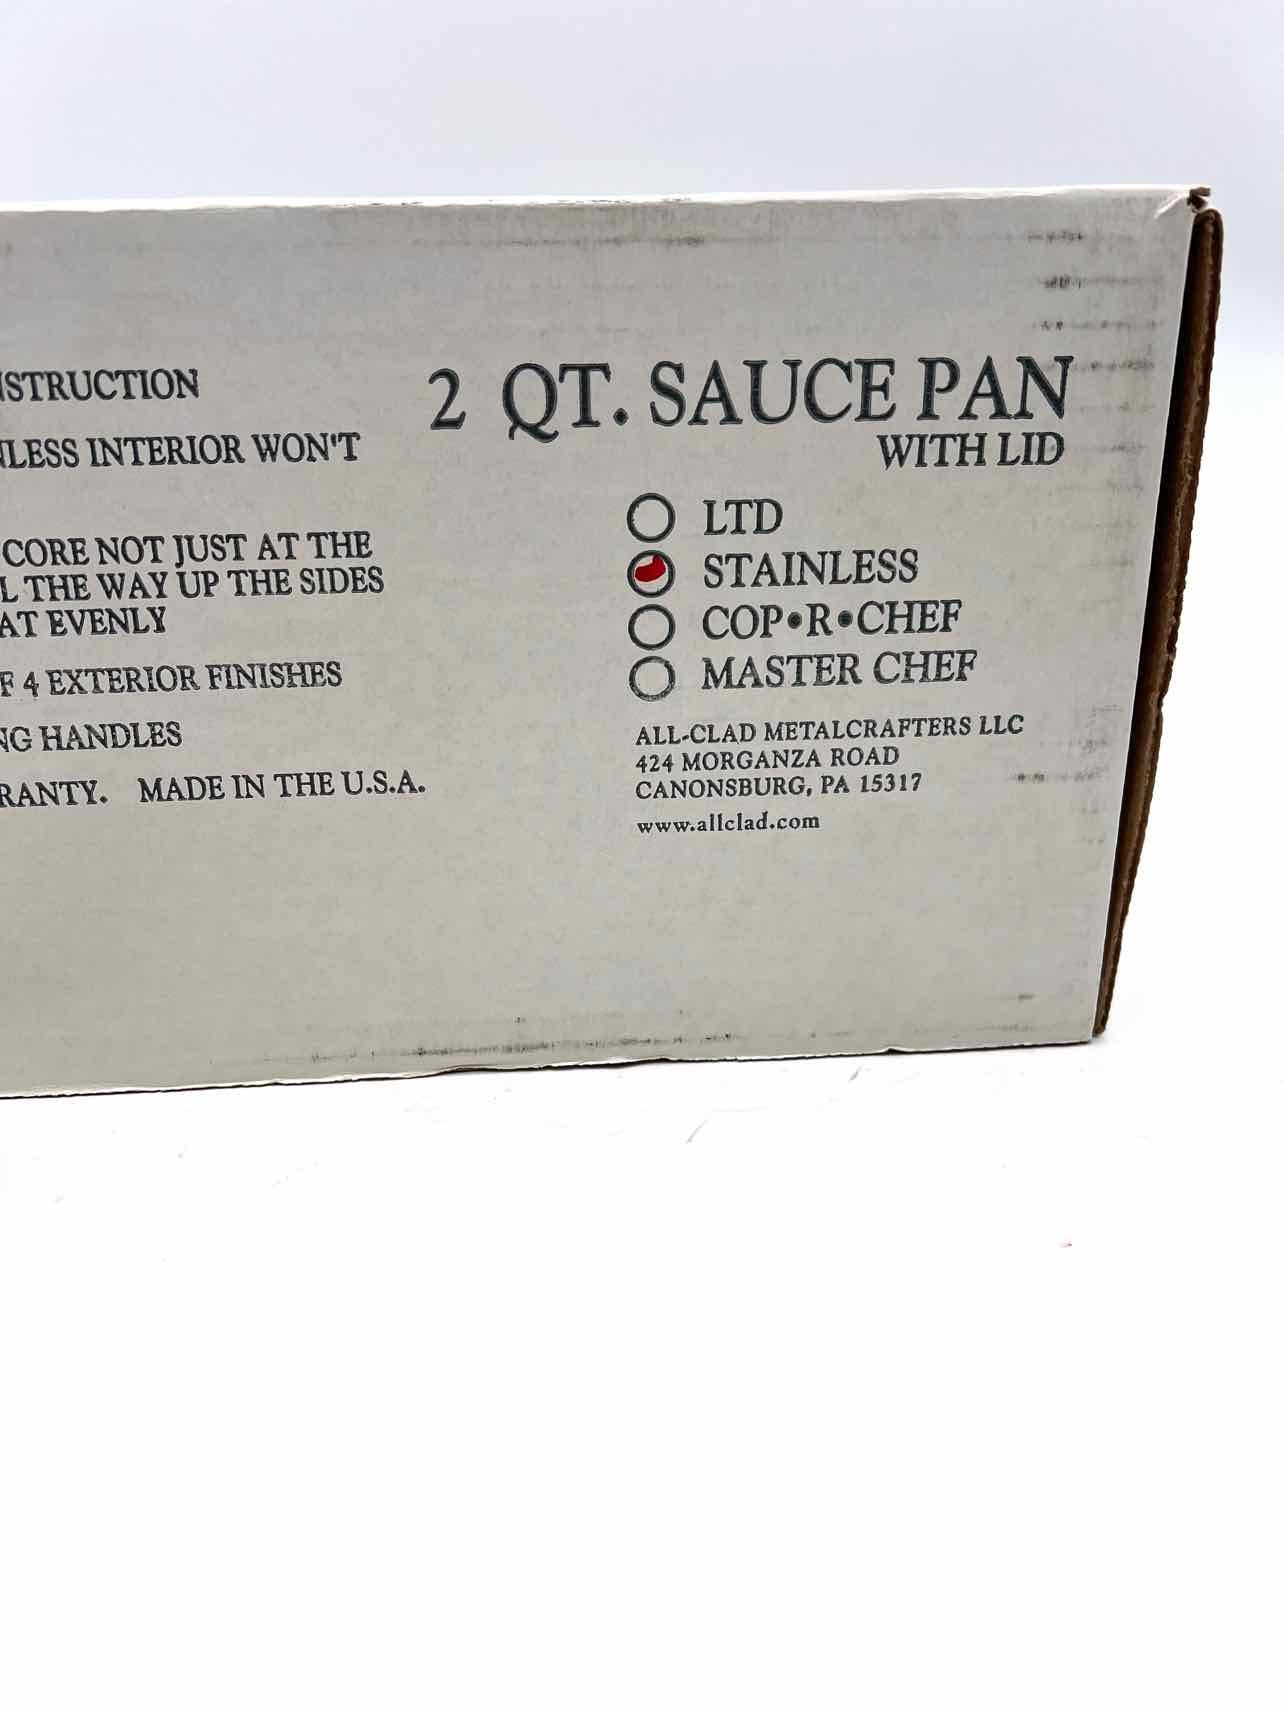 NSTRUCTION
NLESS INTERIOR WON'T
CORE NOT JUST AT THE
L THE WAY UP THE SIDES
AT EVENLY
F 4 EXTERIOR FINISHES
NG HANDLES
RANTY. MADE IN THE U.S.A.
2 QT. SAUCE PAN
WITH LID
LTD
STAINLESS
COP•R•CHEF
MASTER CHEF
ALL-CLAD METALCRAFTERS LLC
424 MORGANZA ROAD
CANONSBURG, PA 15317
www.allclad.com